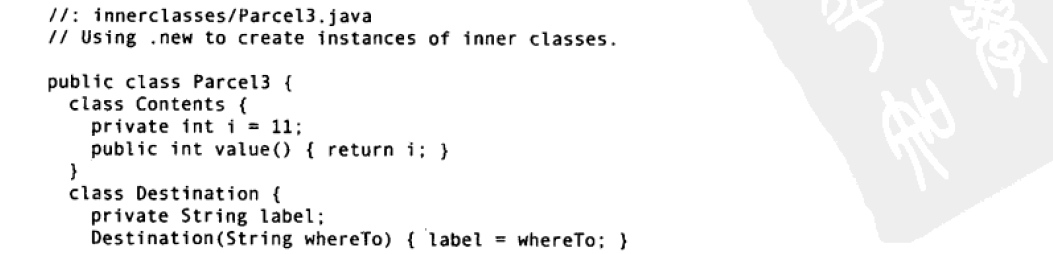 //: innerclasses/Parcel3.java
// Using .new to create instances of inner classes.
public class Parcel3 {
  class Contents {
    private int i = 11;
    public int value() { return i; }
  }
  class Destination {
    private String label;
    Destination(String whereTo) { label = whereTo; }